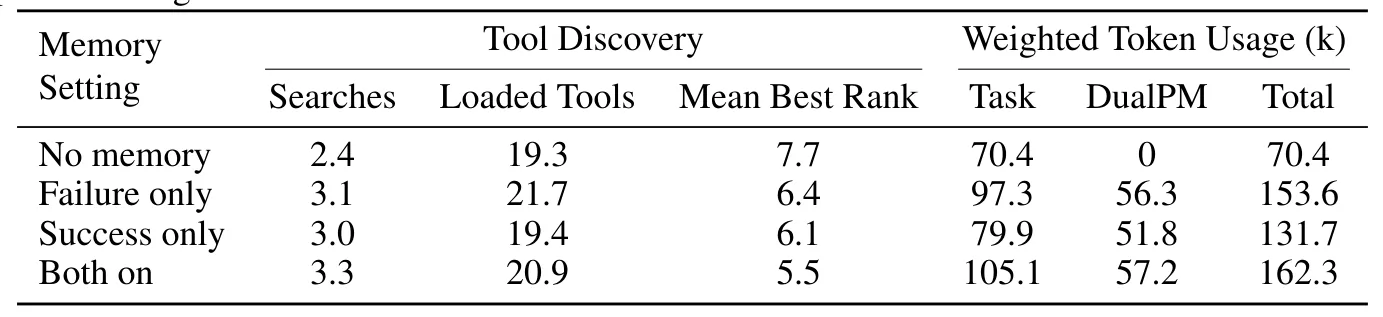 Memory Setting Tool Discovery Weighted Token Usage (k)
Searches Loaded Tools Mean Best Rank Task DualPM Total
No memory 2.4 19.3 7.7 70.4 0 70.4
Failure only 3.1 21.7 6.4 97.3 56.3 153.6
Success only 3.0 19.4 6.1 79.9 51.8 131.7
Both on 3.3 20.9 5.5 105.1 57.2 162.3